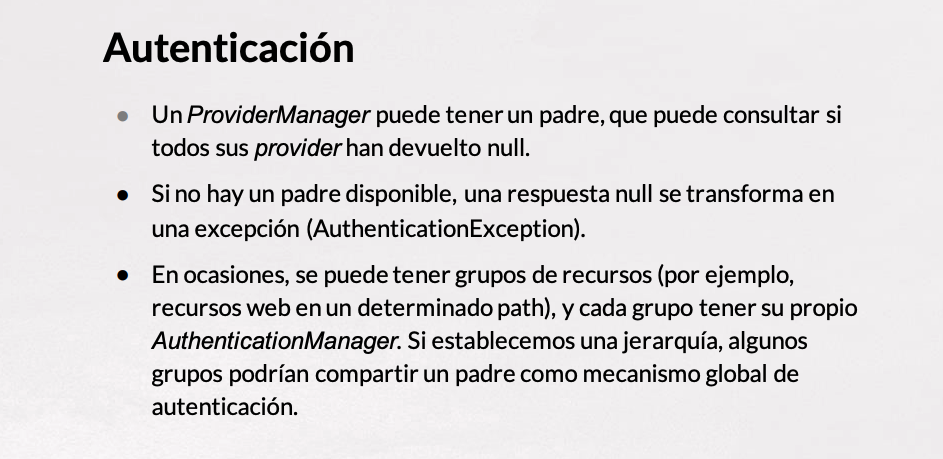 Autenticación
● Un ProviderManager puede tener un padre, que puede consultar si
todos sus provider han devuelto null.
● Si no hay un padre disponible, una respuesta null se transforma en
una excepción (AuthenticationException).
● En ocasiones, se puede tener grupos de recursos (por ejemplo,
recursos web en un determinado path), y cada grupo tener su propio
AuthenticationManager. Si establecemos una jerarquía, algunos
grupos podrían compartir un padre como mecanismo global de
autenticación.